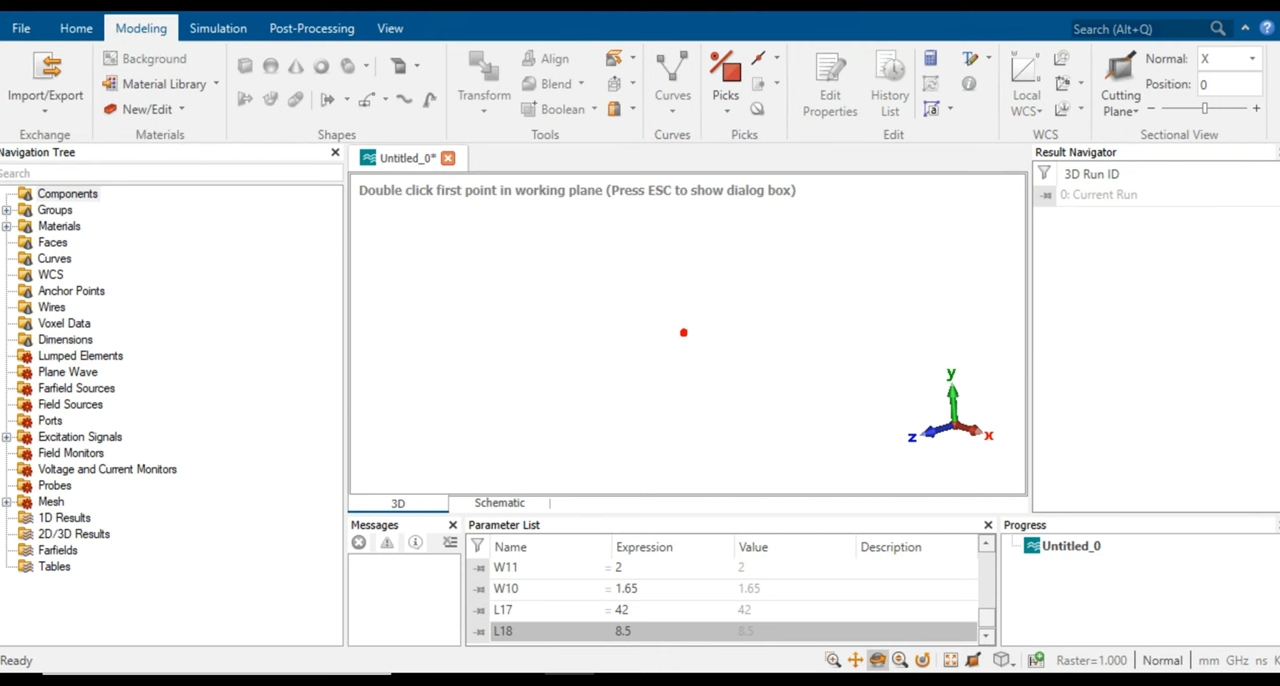 File Home Modeling Simulation Post-Processing View Search (Alt+Q)
Import/Export
Exchange
Background
Material Library
New/Edit
Materials
Shapes
Transform
Align
Blend
Boolean
Tools
Curves
Curves
Picks
Picks
Edit Properties
History List
Edit
Local WCS
WCS
Cutting Plane
Normal: X
Position: 0
Sectional View
Navigation Tree
Search
Components
Groups
Materials
Faces
Curves
WCS
Anchor Points
Wires
Voxel Data
Dimensions
Lumped Elements
Plane Wave
Farfield Sources
Field Sources
Ports
Excitation Signals
Field Monitors
Voltage and Current Monitors
Probes
Mesh
1D Results
2D/3D Results
Farfields
Tables
Untitled_0*
Double click first point in working plane (Press ESC to show dialog box)
y
z
x
3D Schematic
Result Navigator
3D Run ID
0: Current Run
Messages
Parameter List
Name Expression Value Description
W11 = 2 2
W10 = 1.65 1.65
L17 = 42 42
L18 8.5 8.5
Progress
Untitled_0
Ready
Raster=1.000 Normal mm GHz ns K